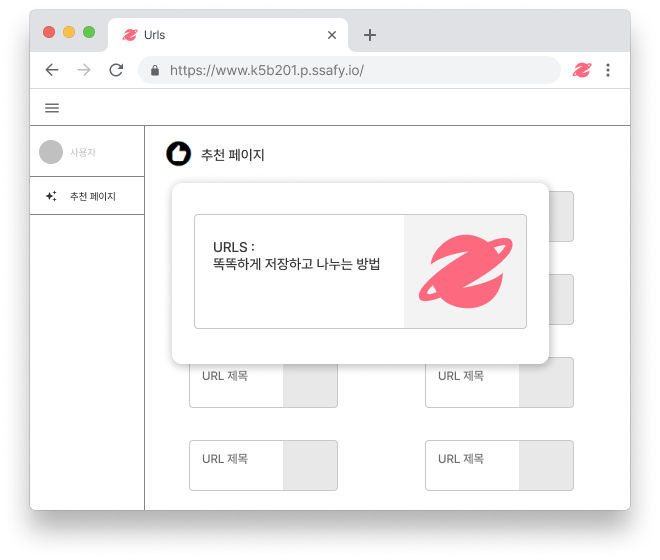 Urls
https://www.k5b201.p.ssafy.io/
사용자
추천 페이지
추천 페이지
URLS :
똑똑하게 저장하고 나누는 방법
URL 제목
URL 제목
URL 제목
URL 제목